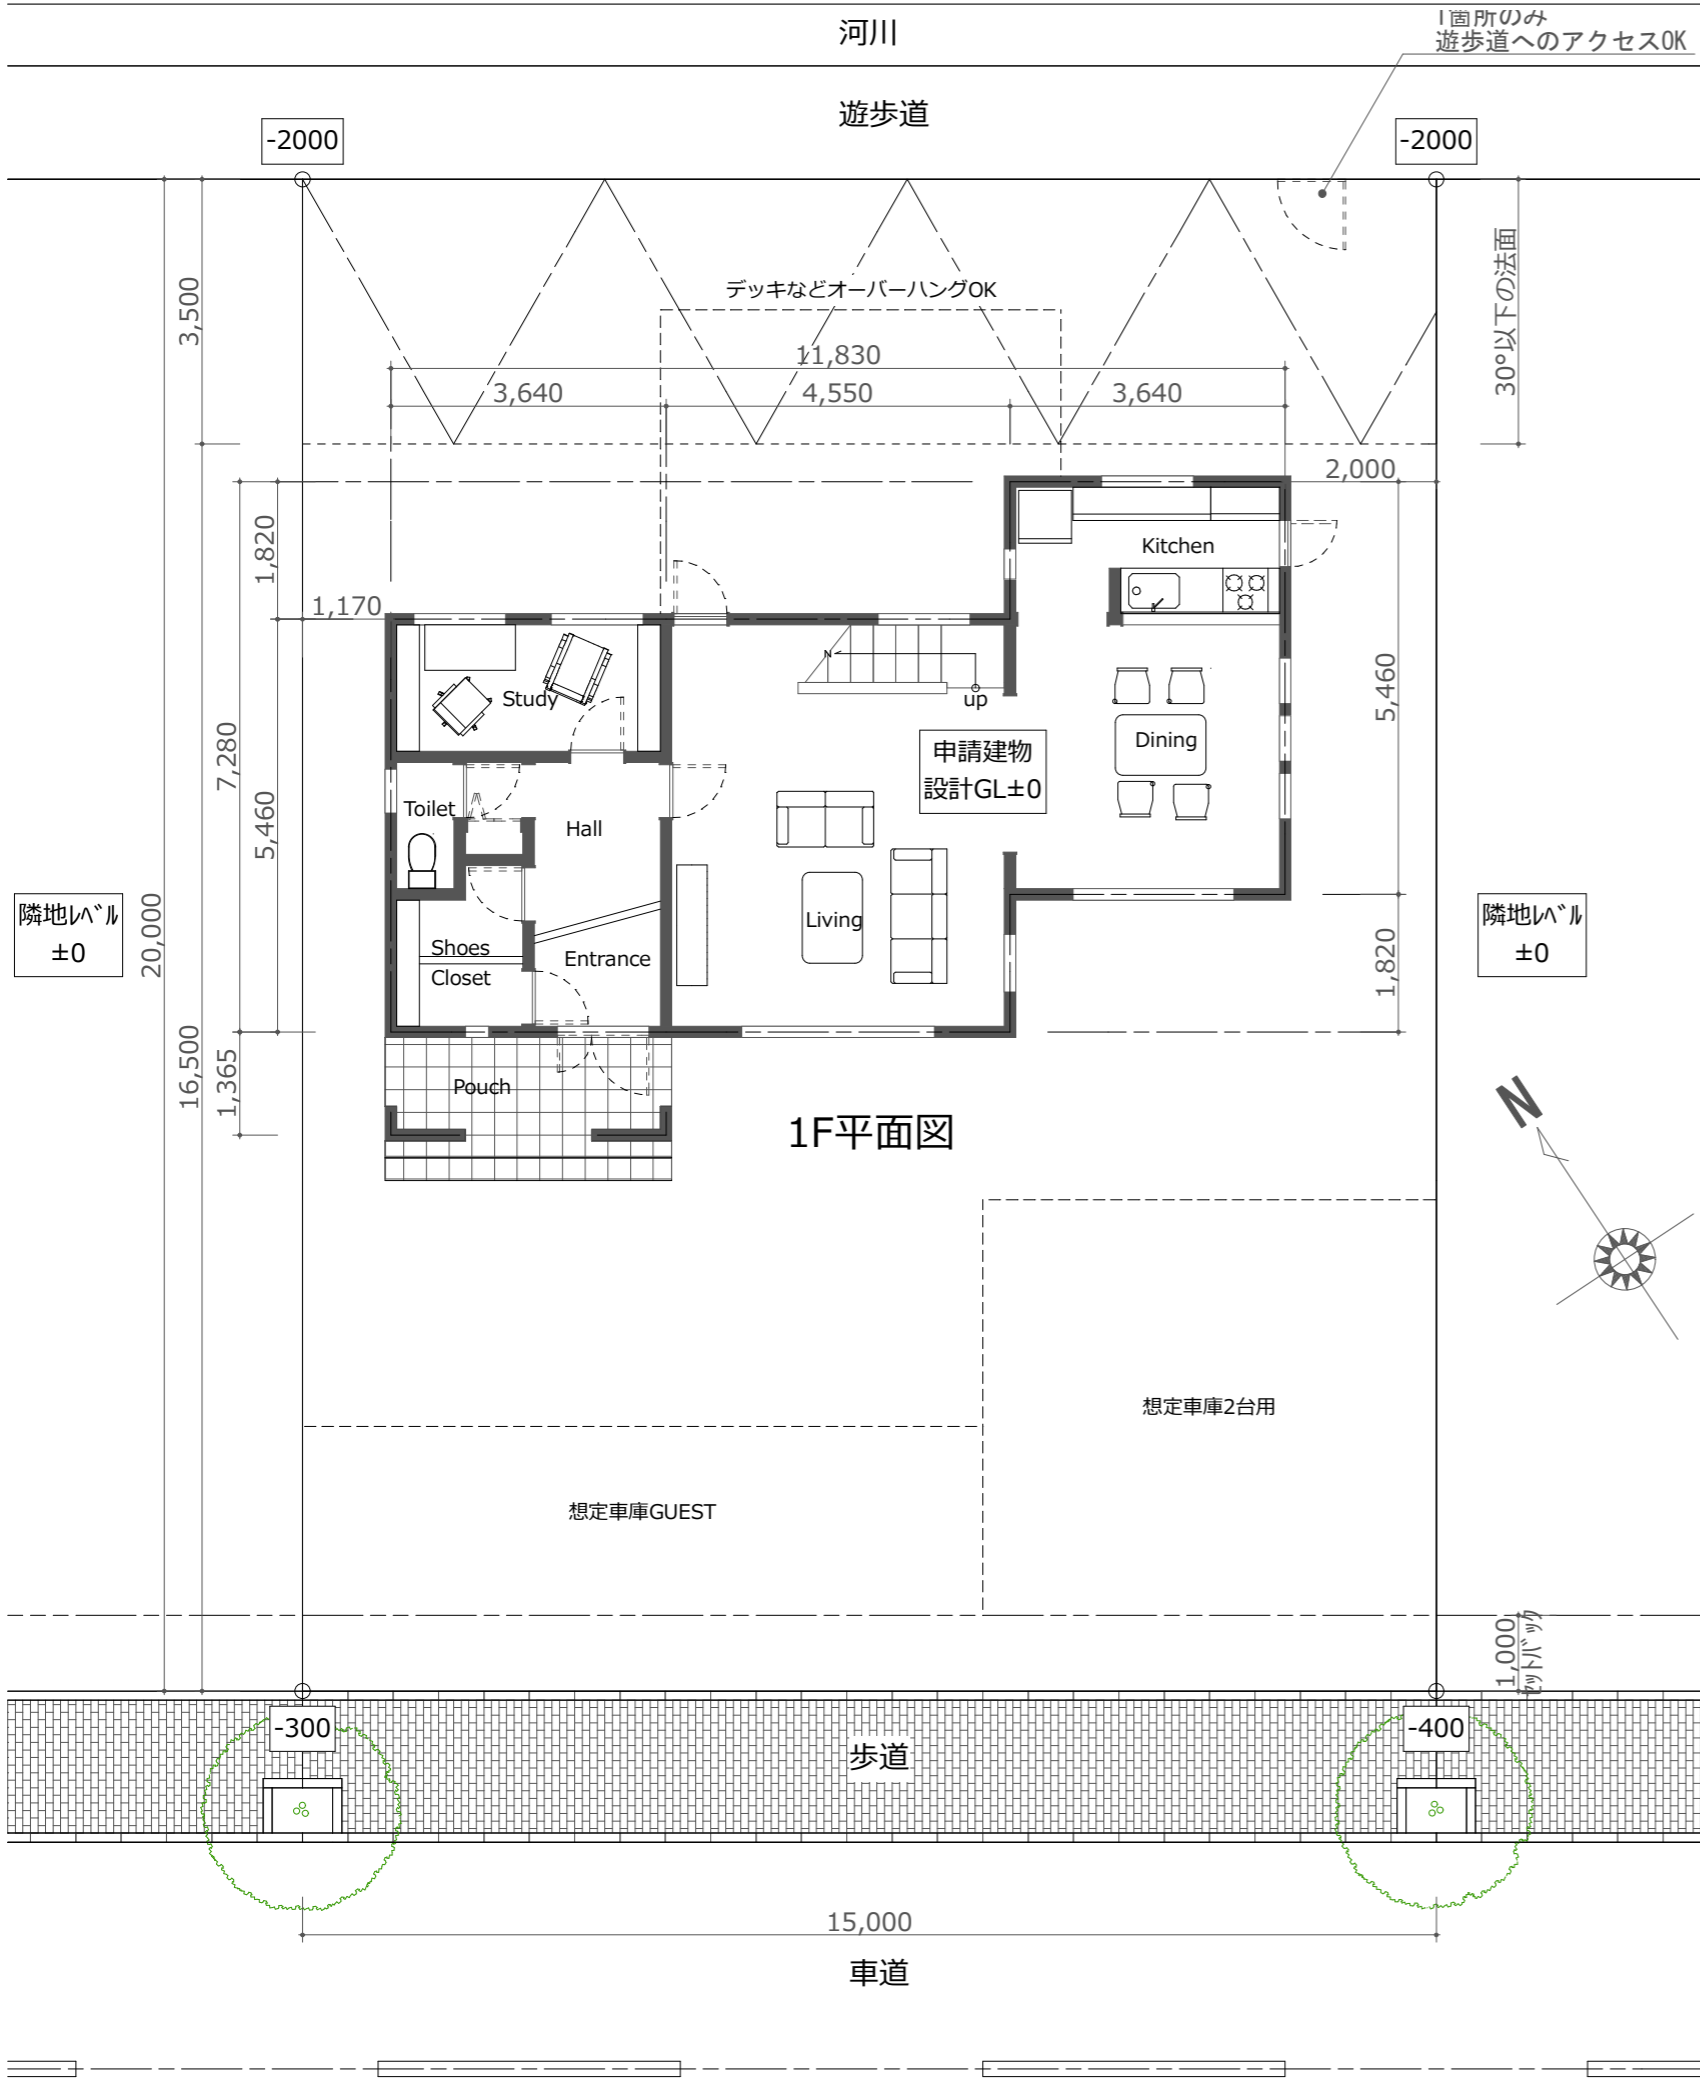 河川
1箇所のみ
遊歩道へのアクセスOK
遊歩道
-2000
-2000
3,500
30°以下の法面
デッキなどオーバーハングOK
11,830
3,640
4,550
3,640
2,000
1,820
1,170
Kitchen
Study
up
5,460
7,280
申請建物
設計GL±0
Dining
Toilet
Hall
5,460
20,000
隣地ﾚﾍﾞﾙ
±0
隣地ﾚﾍﾞﾙ
±0
Living
Shoes
Closet
Entrance
1,820
16,500
1,365
Pouch
1F平面図
N
想定車庫2台用
想定車庫GUEST
1,000
ｾｯﾄﾊﾞｯｸ
-300
-400
歩道
15,000
車道